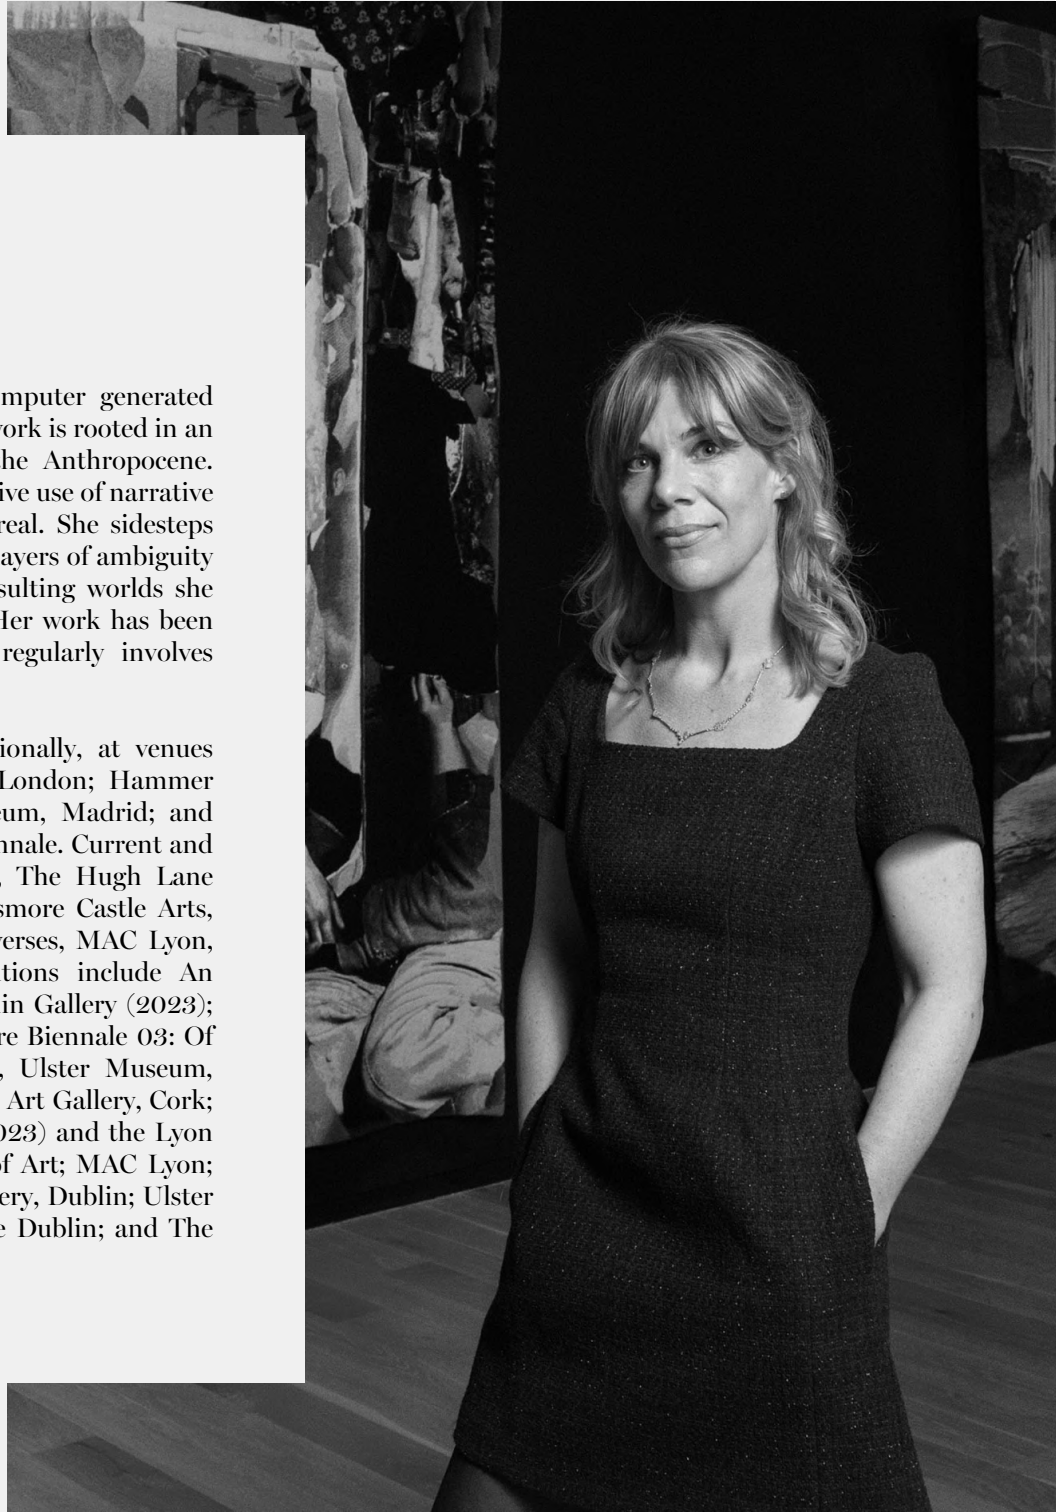 mputer generated
ork is rooted in an
he Anthropocene.
ive use of narrative
real. She sidesteps
ayers of ambiguity
sulting worlds she
Her work has been
regularly involves
ionally, at venues
London; Hammer
eum, Madrid; and
nnale. Current and
, The Hugh Lane
smore Castle Arts,
verses, MAC Lyon,
tions include An
in Gallery (2023);
re Biennale 03: Of
, Ulster Museum,
Art Gallery, Cork;
023) and the Lyon
of Art; MAC Lyon;
ery, Dublin; Ulster
e Dublin; and The